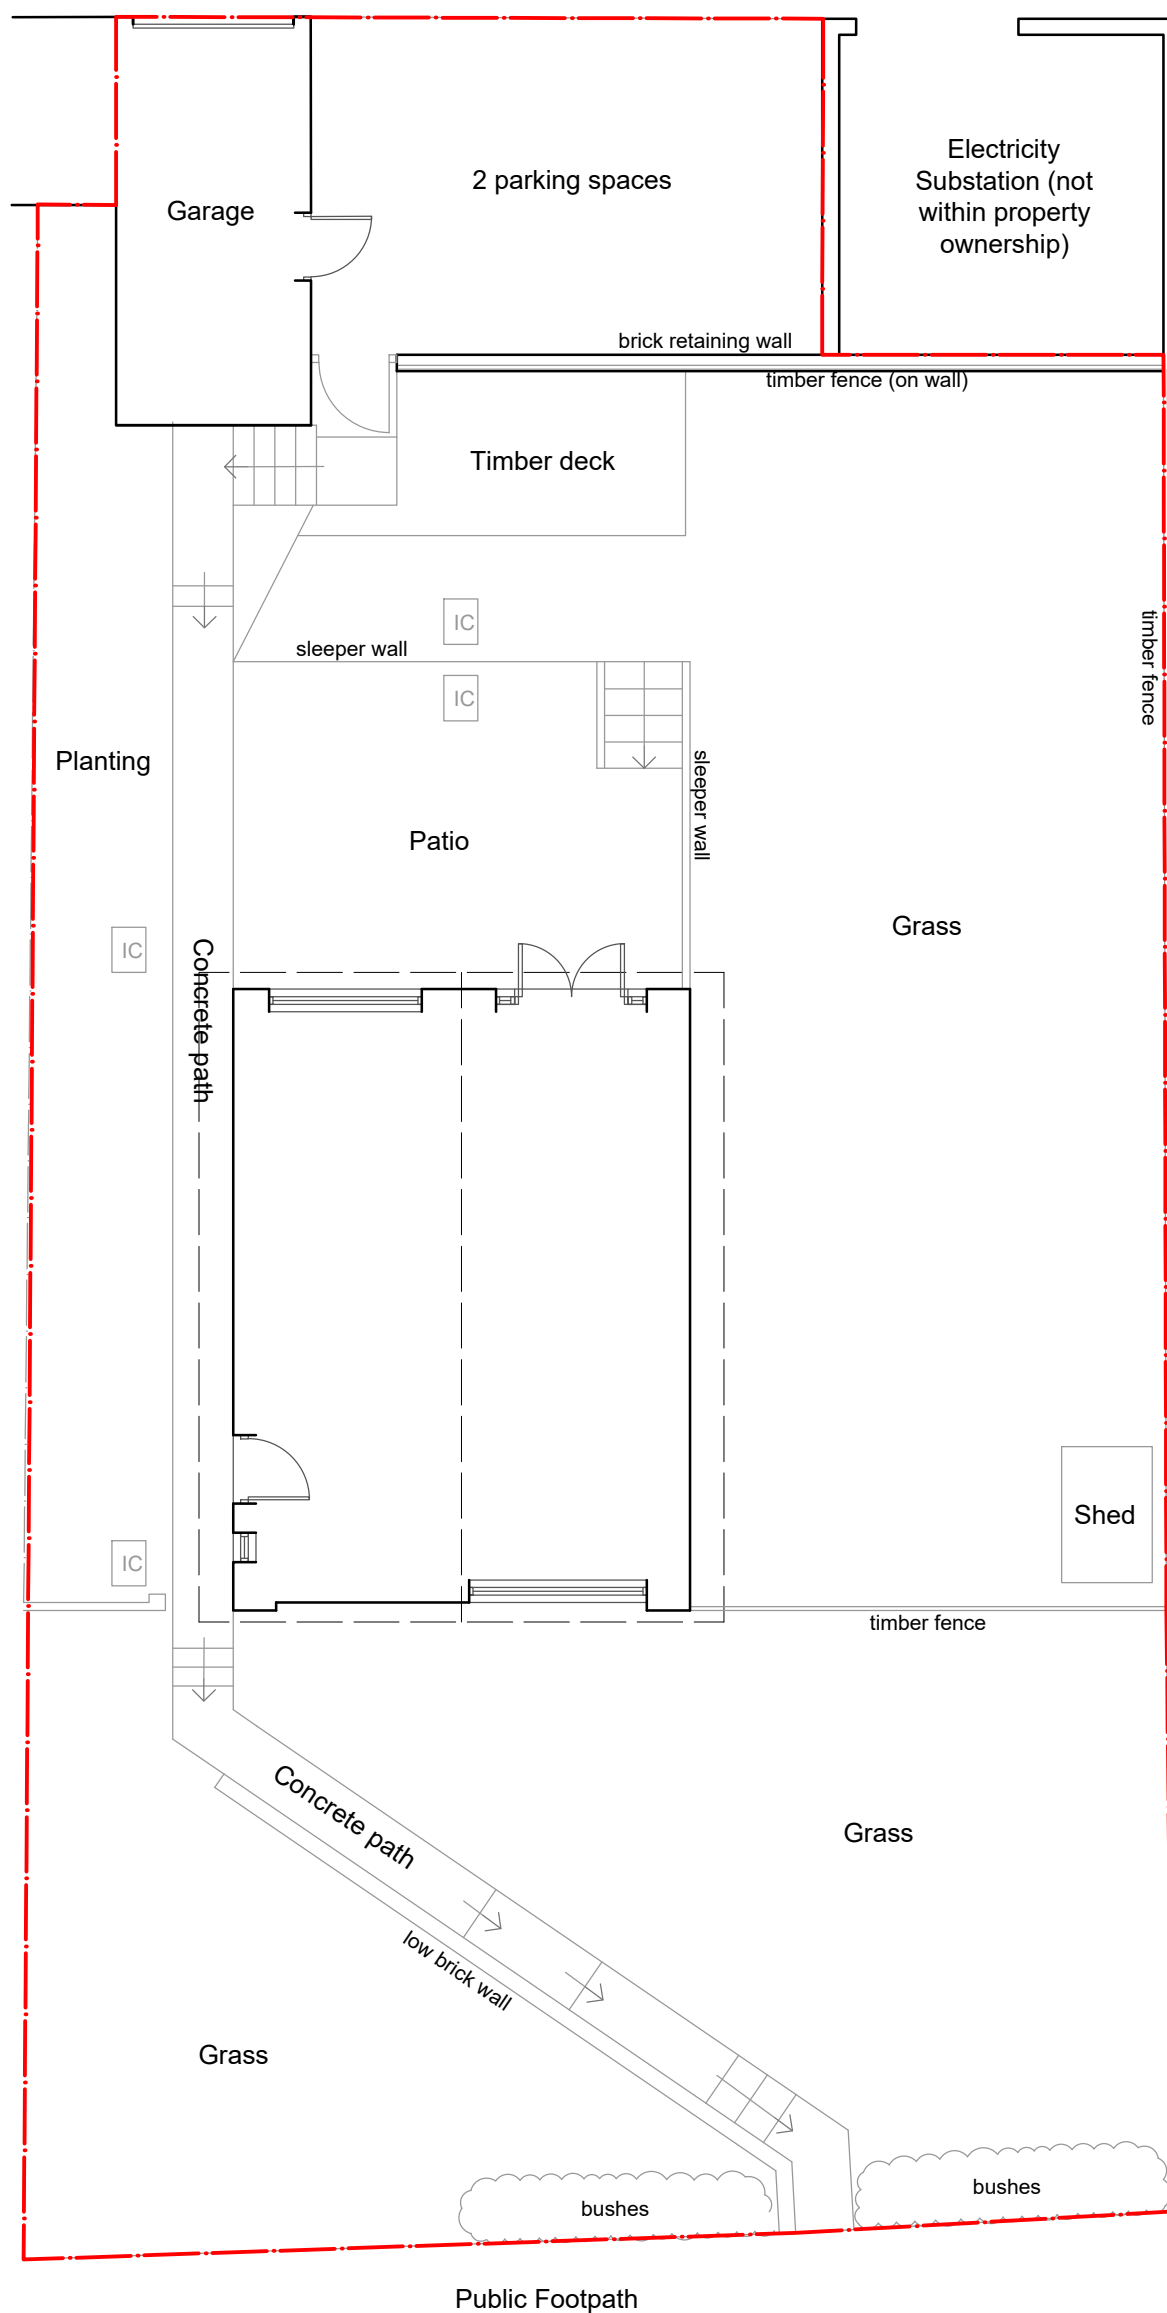 Electricity
Substation (not
within property
ownership)
2 parking spaces
Garage
brick retaining wall
timber fence (on wall)
Timber deck
IC
sleeper wall
timber fence
IC
Planting
sleeper wall
Patio
Grass
IC
Concrete path
Shed
IC
timber fence
Concrete path
Grass
low brick wall
Grass
bushes
bushes
Public Footpath